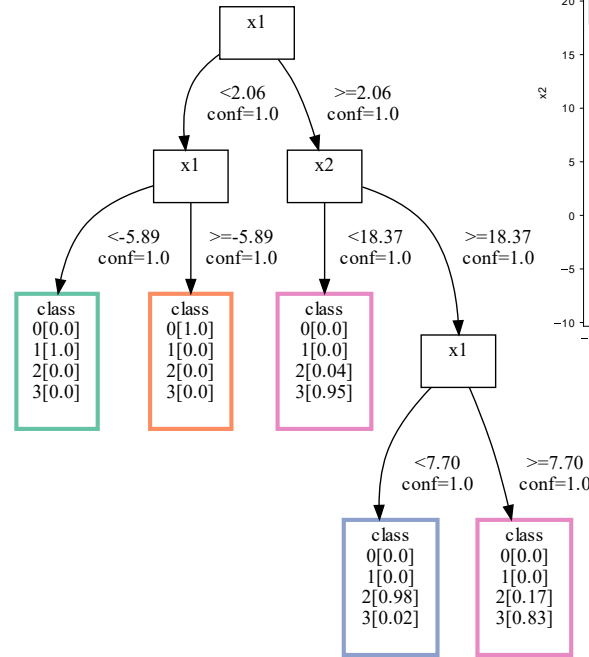 x1
<2.06
conf=1.0
>=2.06
conf=1.0
x1
x2
<-5.89
conf=1.0
>=-5.89
conf=1.0
<18.37
conf=1.0
>=18.37
conf=1.0
class
0[0.0]
1[1.0]
2[0.0]
3[0.0]
class
0[1.0]
1[0.0]
2[0.0]
3[0.0]
class
0[0.0]
1[0.0]
2[0.04]
3[0.95]
x1
<7.70
conf=1.0
>=7.70
conf=1.0
class
0[0.0]
1[0.0]
2[0.98]
3[0.02]
class
0[0.0]
1[0.0]
2[0.17]
3[0.83]
20
15
x2
10
5
0
−5
−10